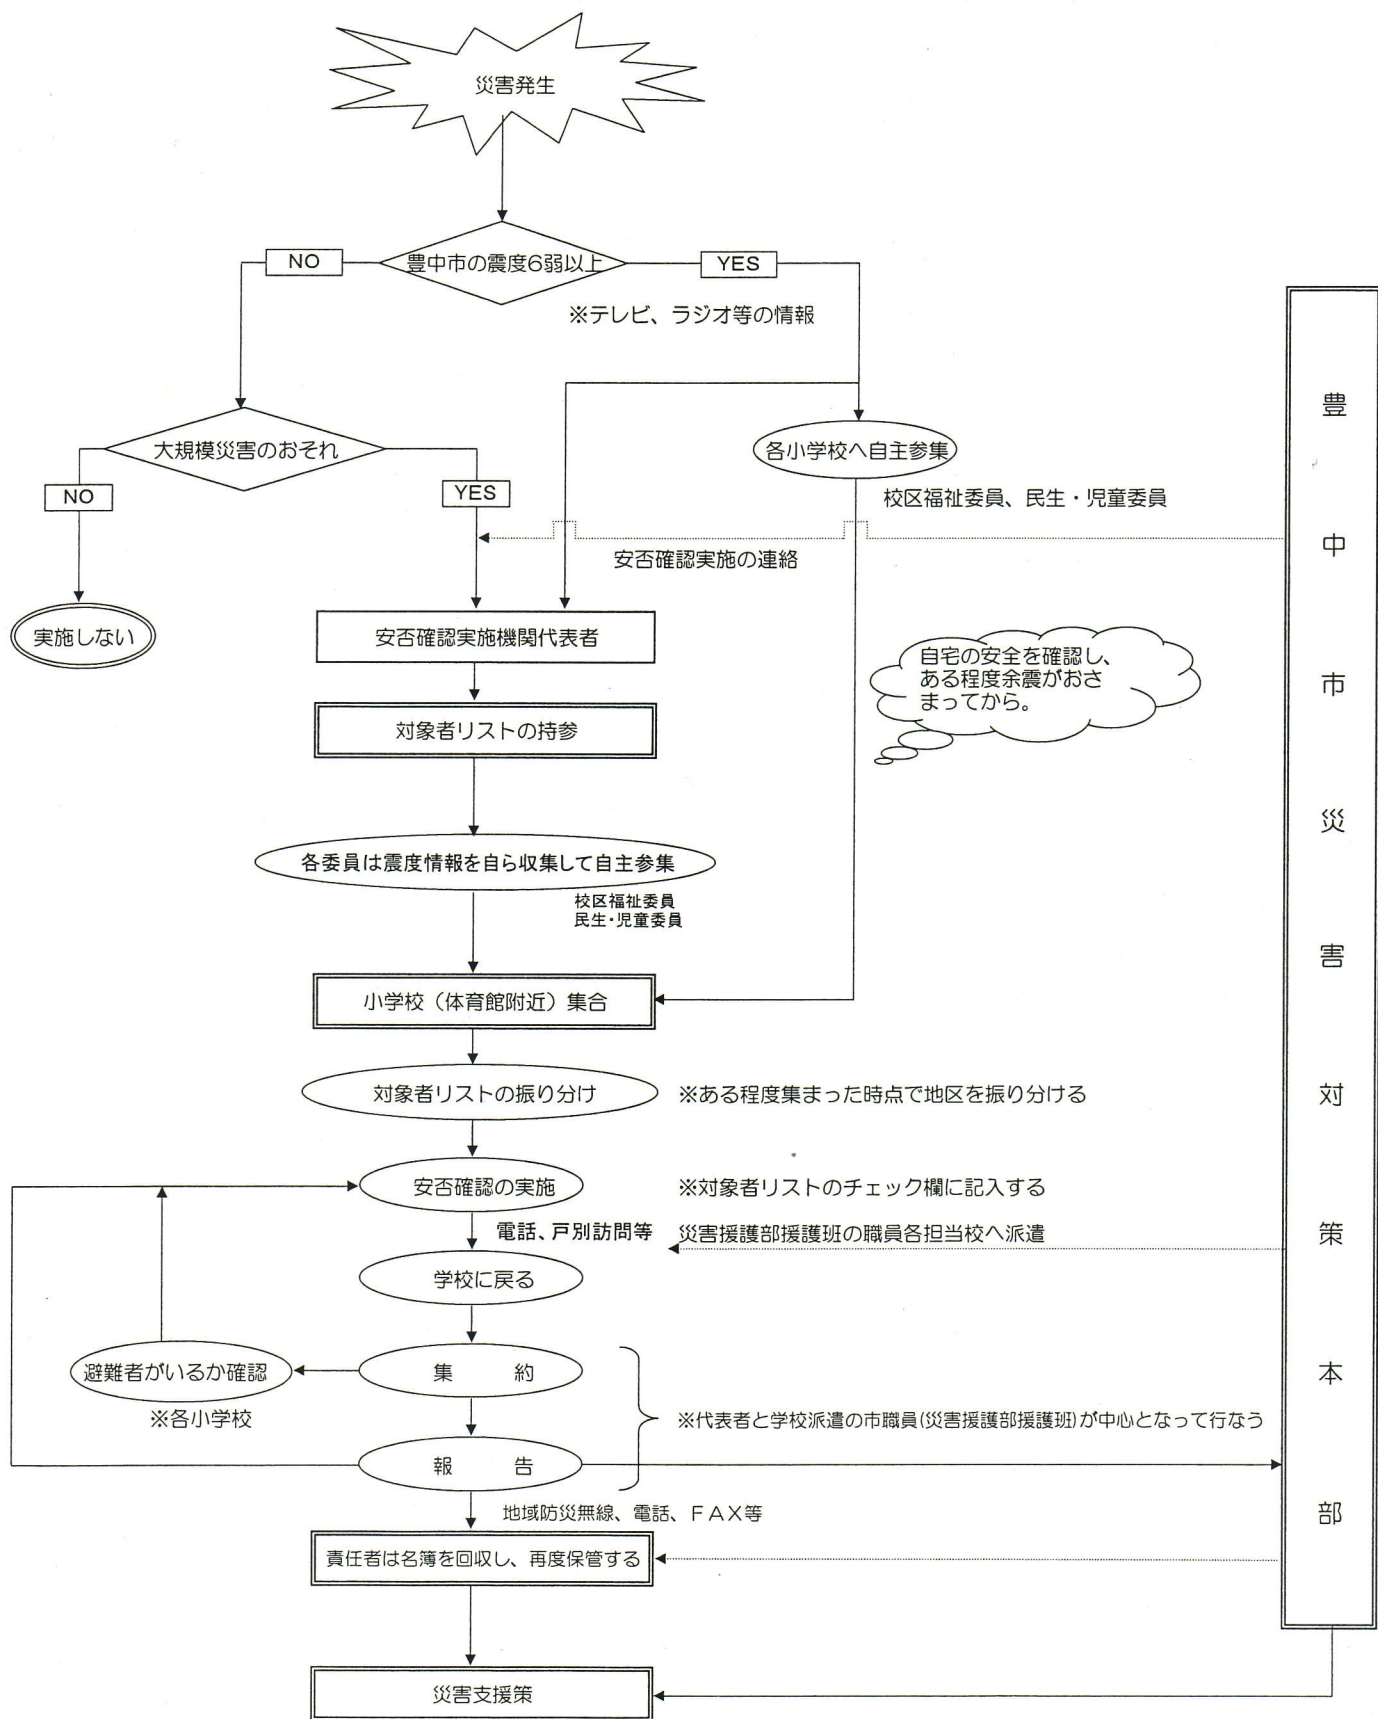 災害発生
豊中市の震度6弱以上
NO
YES
※テレビ、ラジオ等の情報
大規模災害のおそれ
各小学校へ自主参集
NO
YES
校区福祉委員、民生・児童委員
安否確認実施の連絡
実施しない
安否確認実施機関代表者
自宅の安全を確認し、
ある程度余震がおさ
まってから。
対象者リストの持参
各委員は震度情報を自ら収集して自主参集
校区福祉委員
民生・児童委員
小学校（体育館附近）集合
対象者リストの振り分け
※ある程度集まった時点で地区を振り分ける
安否確認の実施
※対象者リストのチェック欄に記入する
電話、戸別訪問等
災害援護部援護班の職員各担当校へ派遣
学校に戻る
避難者がいるか確認
集　約
※各小学校
※代表者と学校派遣の市職員(災害援護部援護班)が中心となって行なう
報　告
地域防災無線、電話、ＦＡＸ等
責任者は名簿を回収し、再度保管する
災害支援策
豊中市災害対策本部